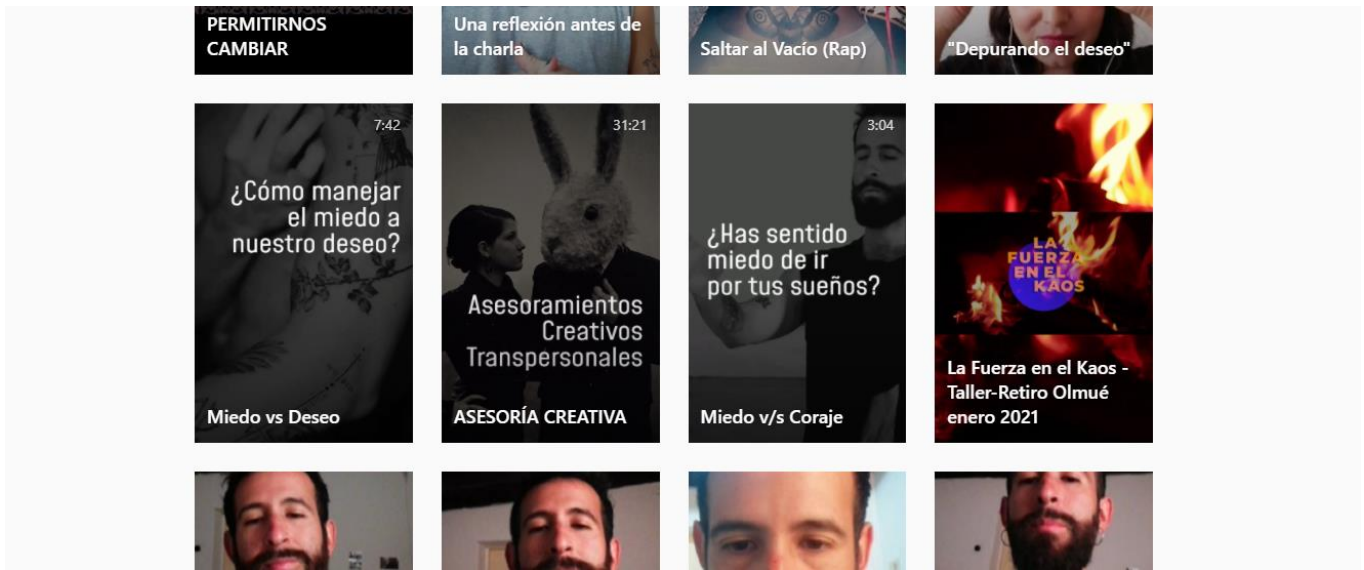 PERMITIRNOS
CAMBIAR
Una reflexión antes de
la charla
Saltar al Vacío (Rap)
"Depurando el deseo"
7:42
¿Cómo manejar
el miedo a
nuestro deseo?
Miedo vs Deseo
31:21
Asesoramientos
Creativos
Transpersonales
ASESORÍA CREATIVA
3:04
¿Has sentido
miedo de ir
por tus sueños?
Miedo v/s Coraje
LA
FUERZA
EN EL
KAOS
La Fuerza en el Kaos -
Taller-Retiro Olmué
enero 2021